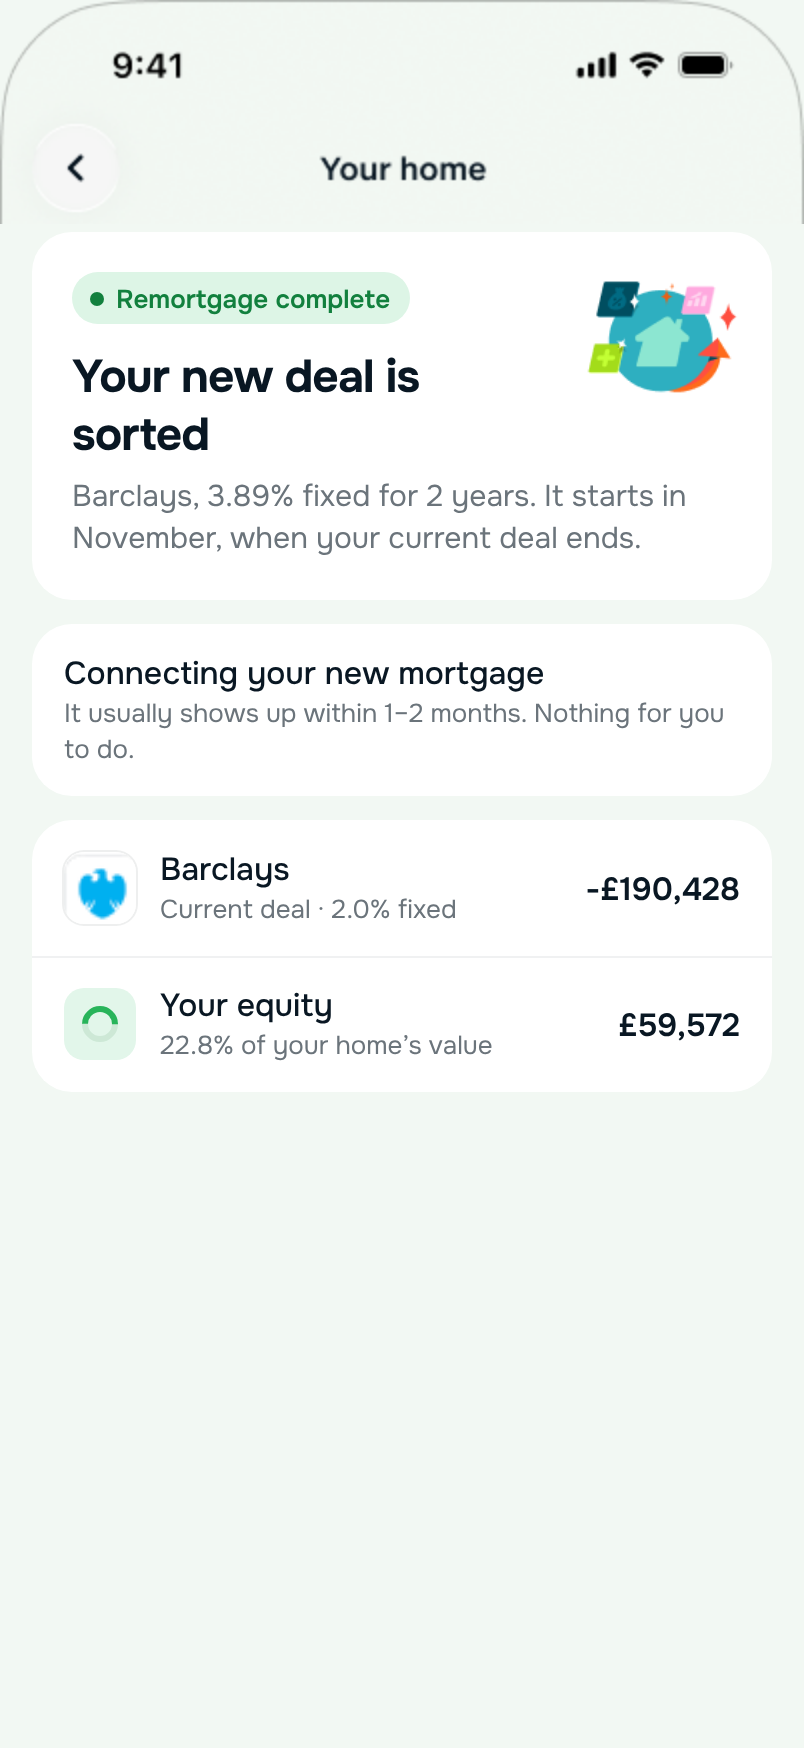 9:41
Your home
Remortgage complete
Your new deal is
sorted
Barclays, 3.89% fixed for 2 years. It starts in
November, when your current deal ends.
Connecting your new mortgage
It usually shows up within 1–2 months. Nothing for you
to do.
Barclays
Current deal · 2.0% fixed
-£190,428
Your equity
22.8% of your home’s value
£59,572